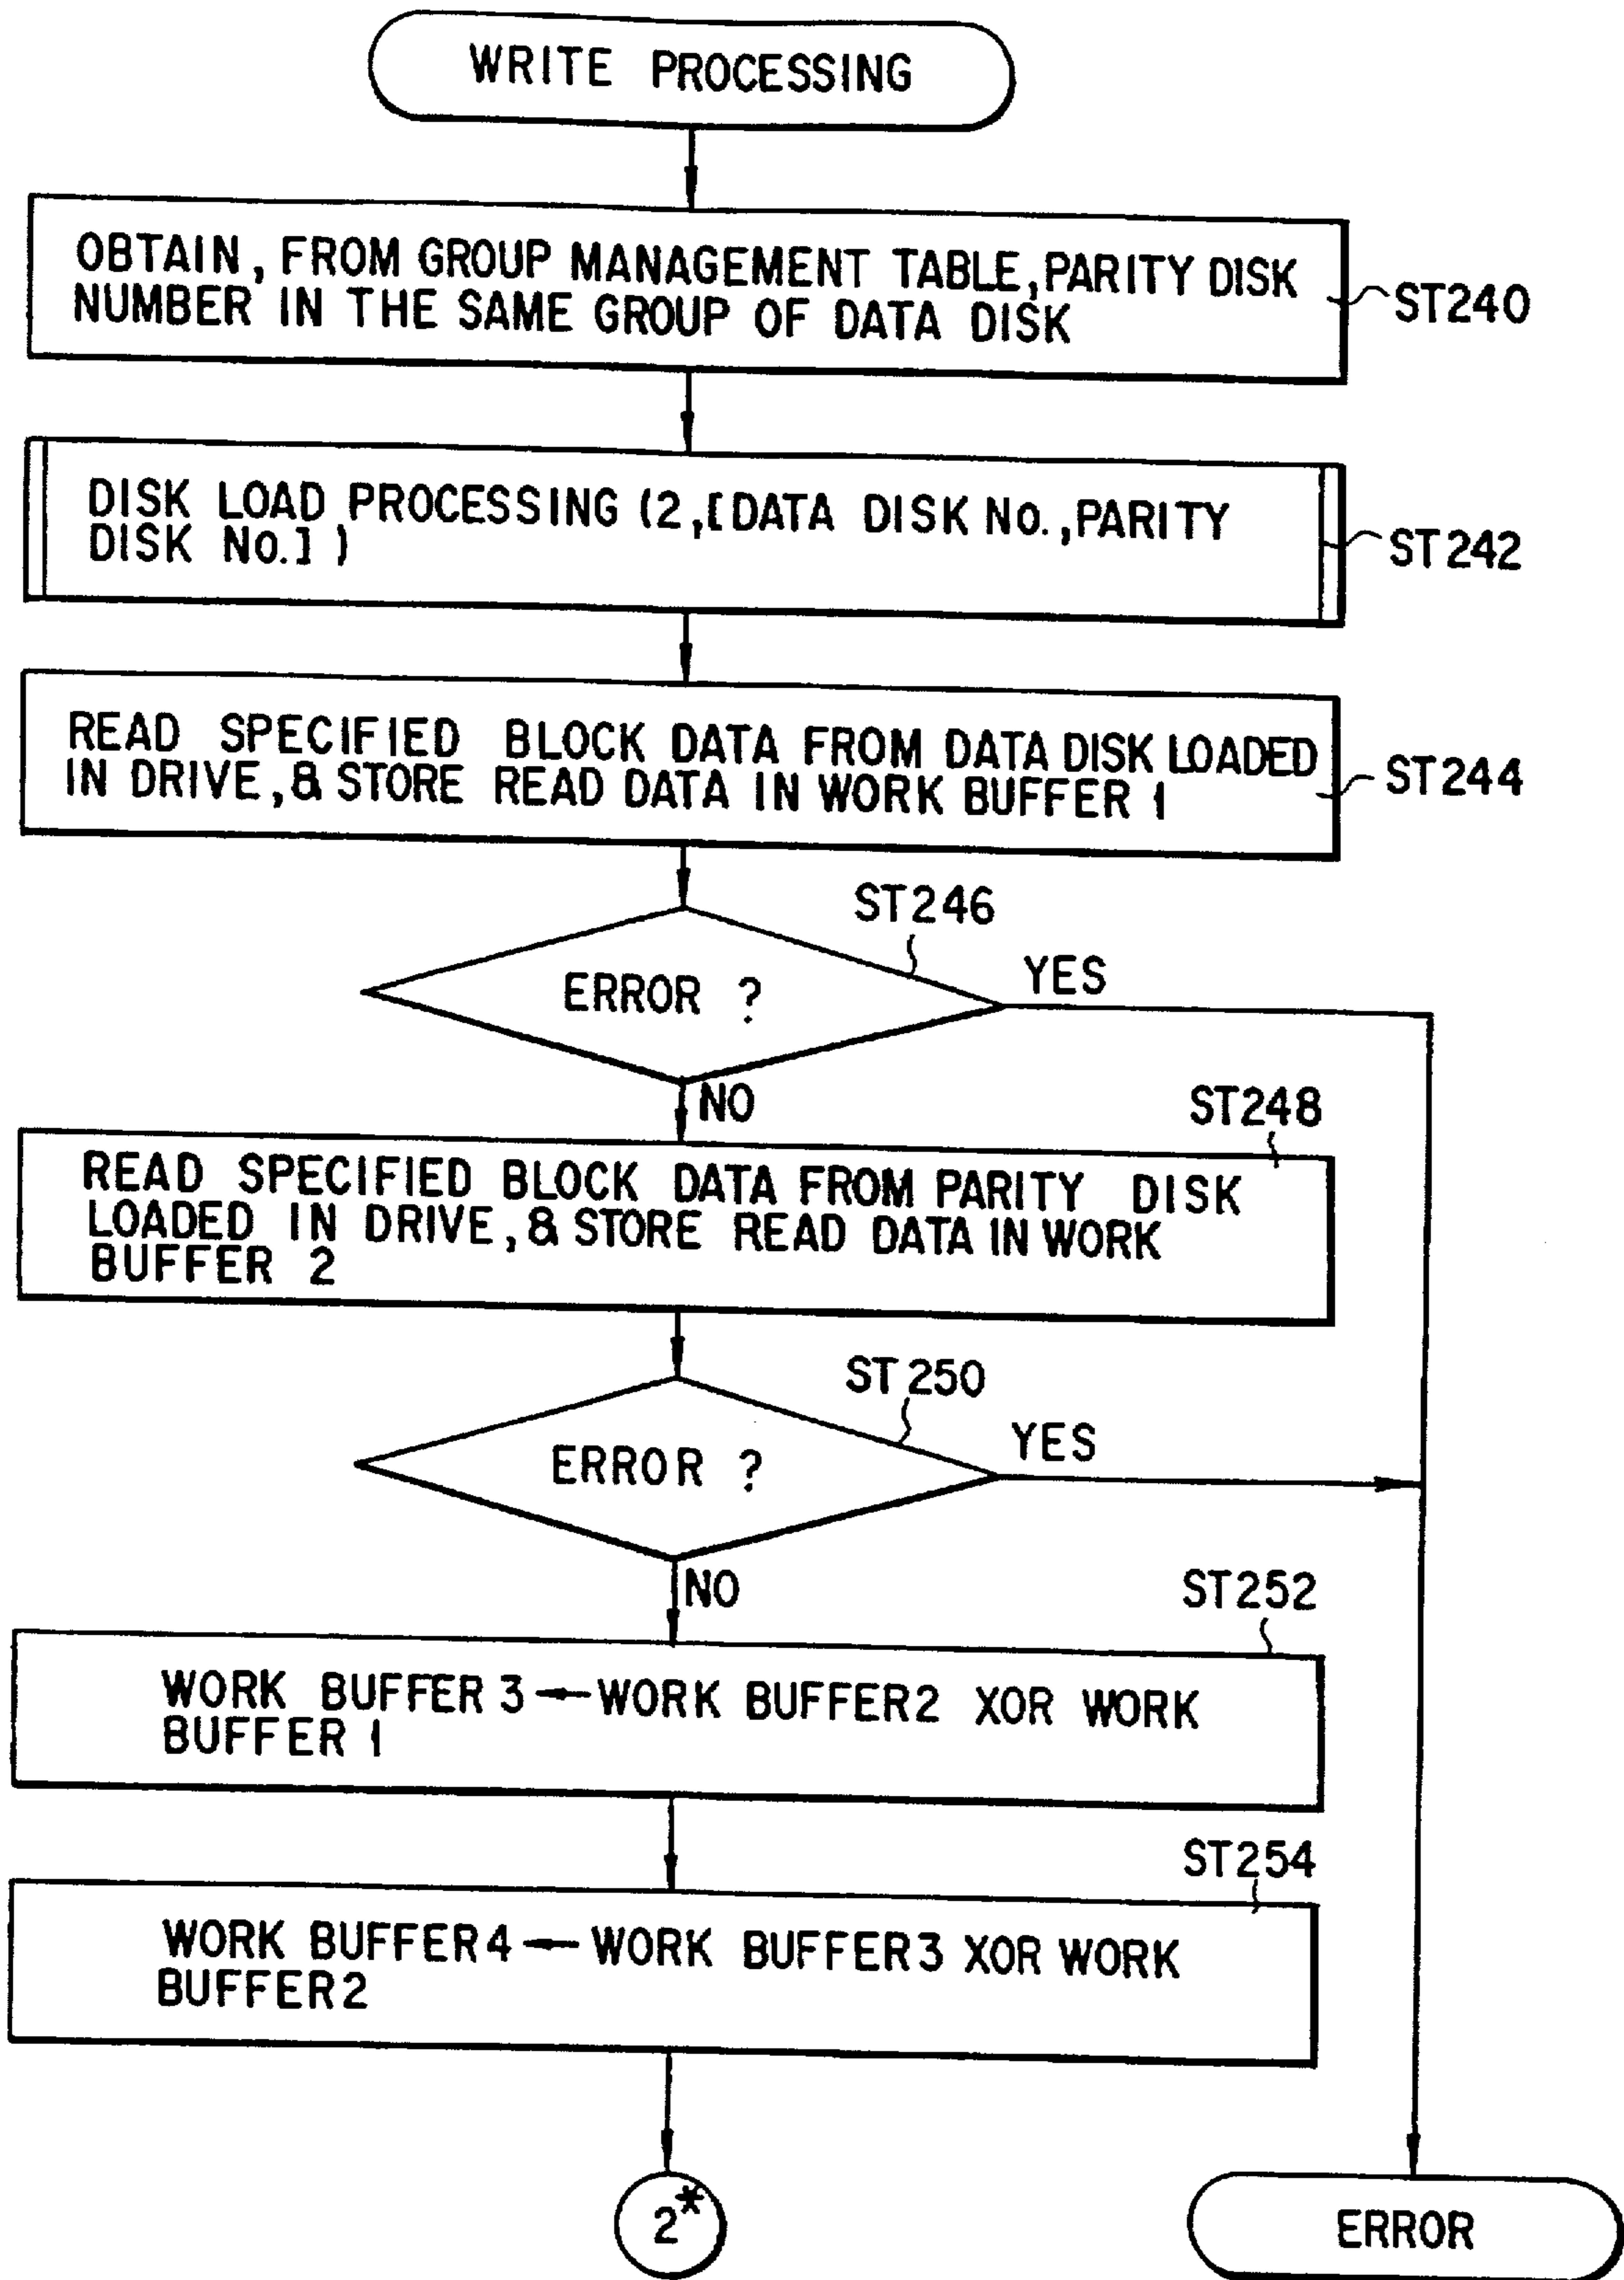 WRITE PROCESSING
OBTAIN, FROM GROUP MANAGEMENT TABLE, PARITY DISK
NUMBER IN THE SAME GROUP OF DATA DISK
ST240
DISK LOAD PROCESSING (2,[DATA DISK No.,PARITY
DISK No.])
ST242
READ SPECIFIED BLOCK DATA FROM DATA DISK LOADED
IN DRIVE, & STORE READ DATA IN WORK BUFFER 1
ST244
ST246
ERROR ?
YES
NO
ST248
READ SPECIFIED BLOCK DATA FROM PARITY DISK
LOADED IN DRIVE, & STORE READ DATA IN WORK
BUFFER 2
ST250
ERROR ?
YES
NO
ST252
WORK BUFFER 3 ← WORK BUFFER2 XOR WORK
BUFFER 1
ST254
WORK BUFFER4 ← WORK BUFFER3 XOR WORK
BUFFER2
2*
ERROR